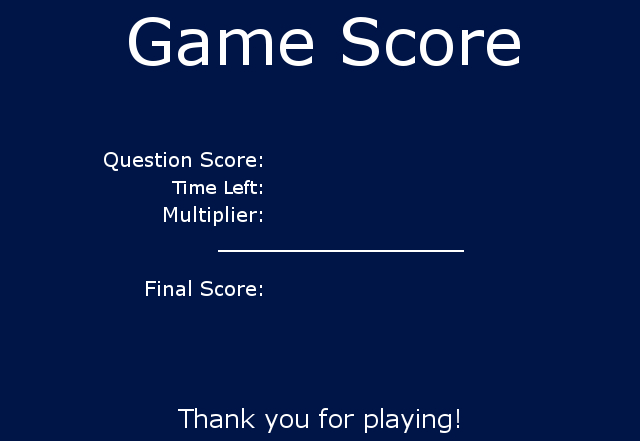 Game Score
Question Score:
Time Left:
Multiplier:
Final Score:
Thank you for playing!